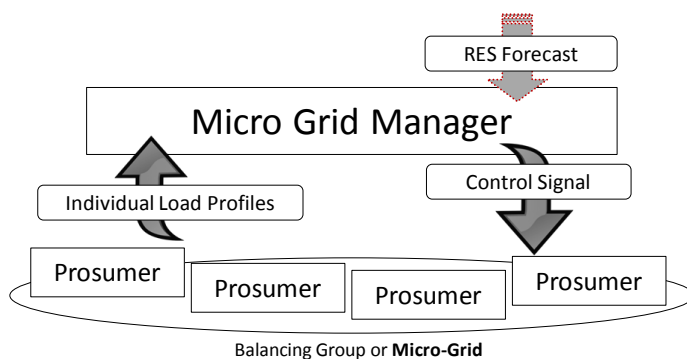 RES Forecast
Micro Grid Manager
Individual Load Profiles
Control Signal
Prosumer
Prosumer
Prosumer
Prosumer
Balancing Group or Micro-Grid